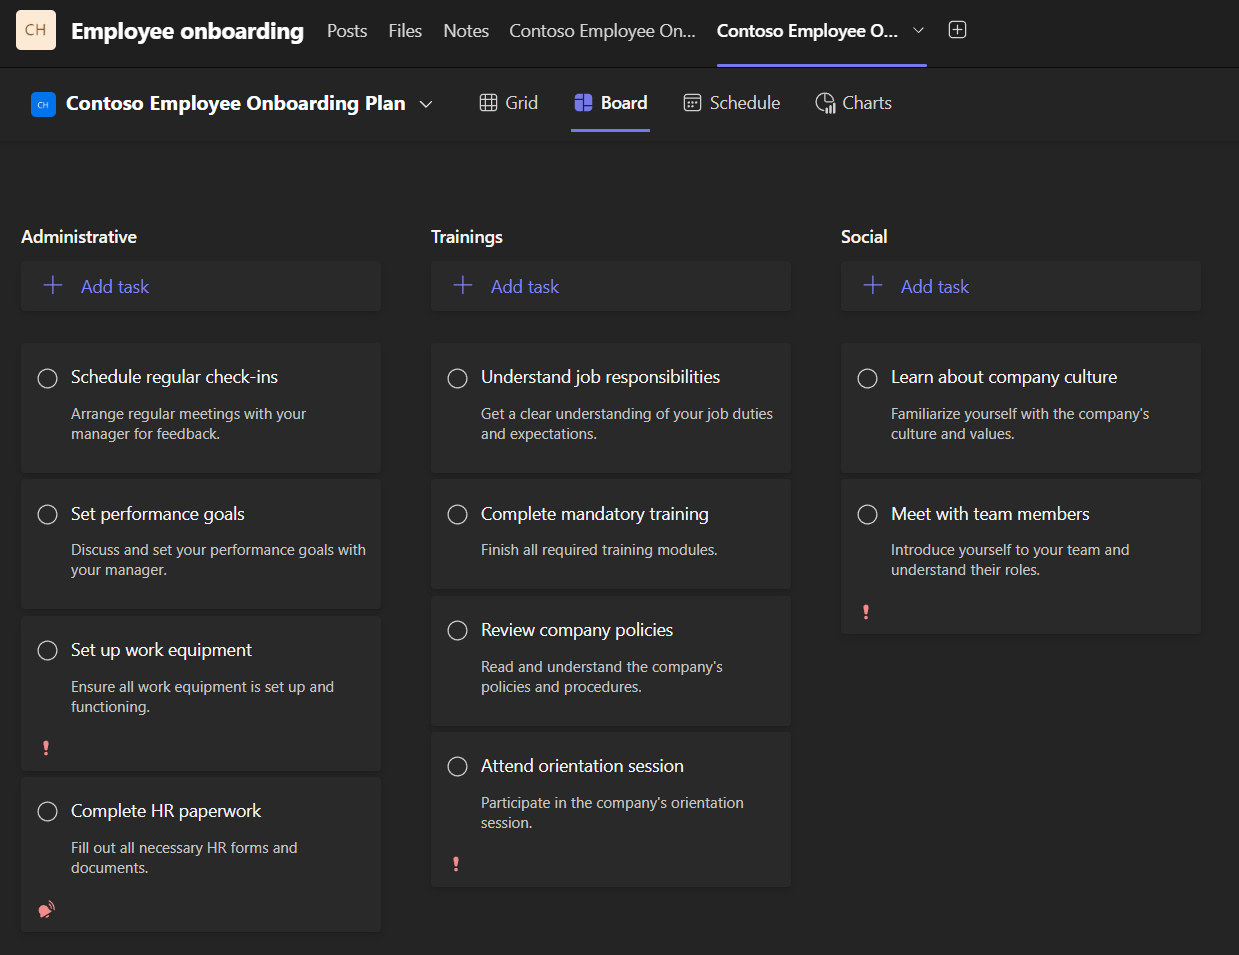 CH
Employee onboarding
Posts
Files
Notes
Contoso Employee On...
Contoso Employee O...
CH
Contoso Employee Onboarding Plan
Grid
Board
Schedule
Charts
Administrative
Add task
Schedule regular check-ins
Arrange regular meetings with your
manager for feedback.
Set performance goals
Discuss and set your performance goals with
your manager.
Set up work equipment
Ensure all work equipment is set up and
functioning.
Complete HR paperwork
Fill out all necessary HR forms and
documents.
Trainings
Add task
Understand job responsibilities
Get a clear understanding of your job duties
and expectations.
Complete mandatory training
Finish all required training modules.
Review company policies
Read and understand the company's
policies and procedures.
Attend orientation session
Participate in the company's orientation
session.
Social
Add task
Learn about company culture
Familiarize yourself with the company's
culture and values.
Meet with team members
Introduce yourself to your team and
understand their roles.